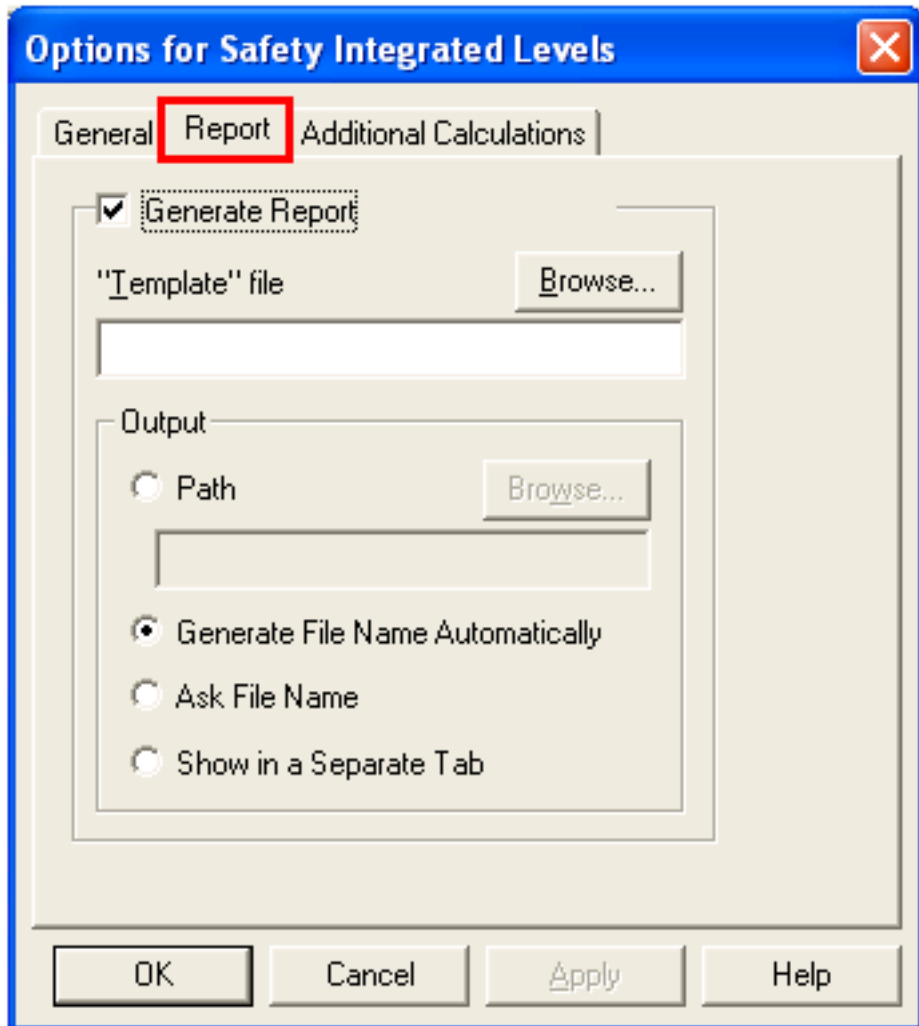 Options for Safety Integrated Levels
General Report Additional Calculations
Generate Report
"Template" file Browse...
Output
Path Browse...
Generate File Name Automatically
Ask File Name
Show in a Separate Tab
OK Cancel Apply Help